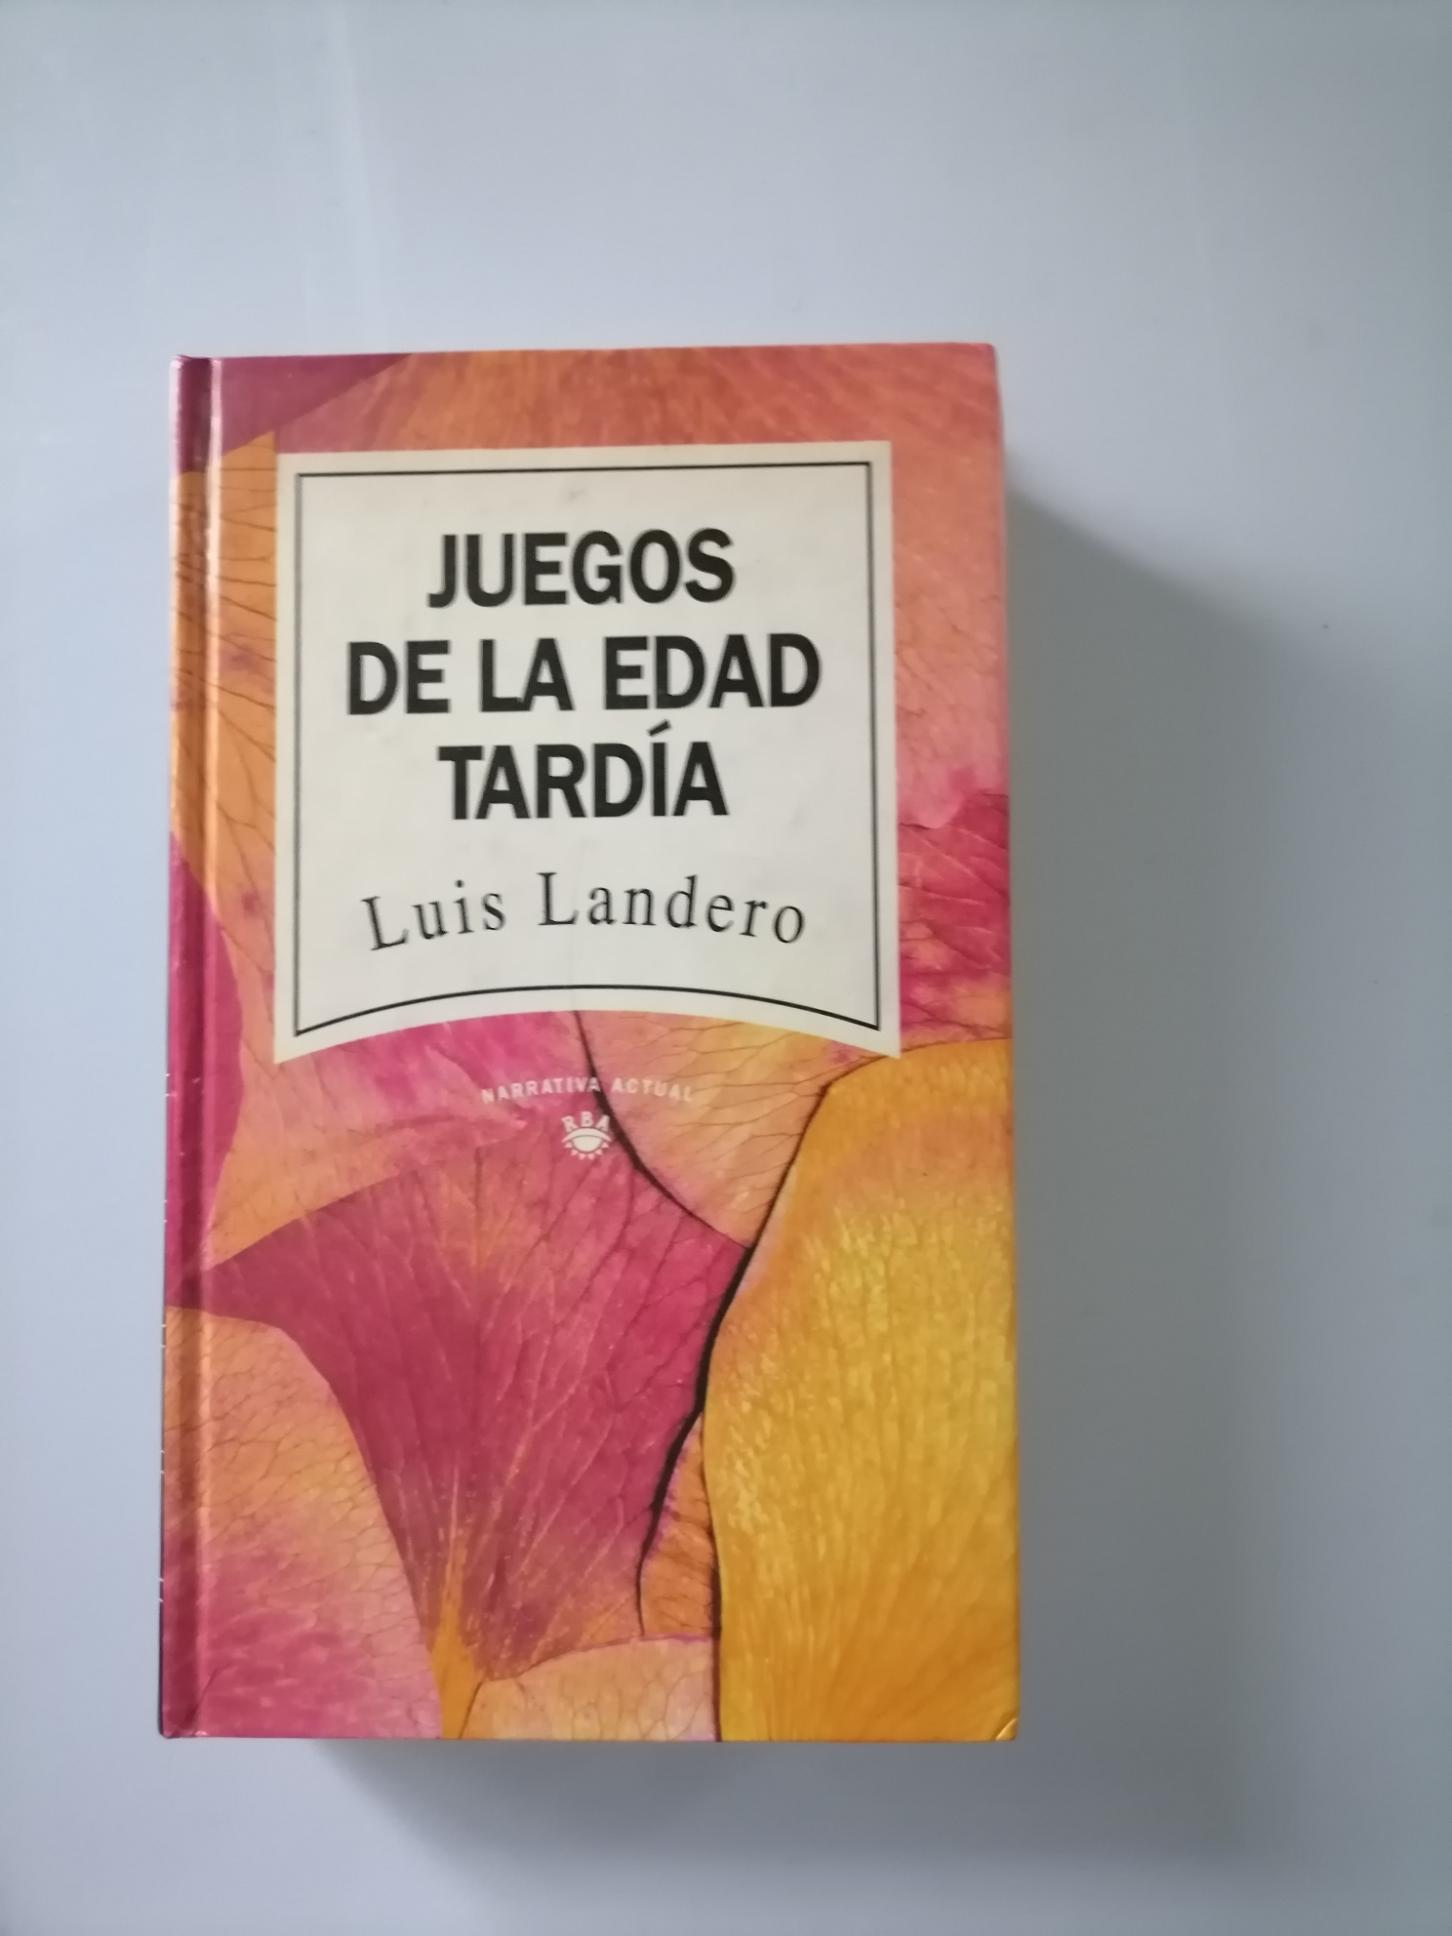 JUEGOS
DE LA EDAD
TARDÍA
Luis Landero
NARRATIVA ACTUAL
RBA